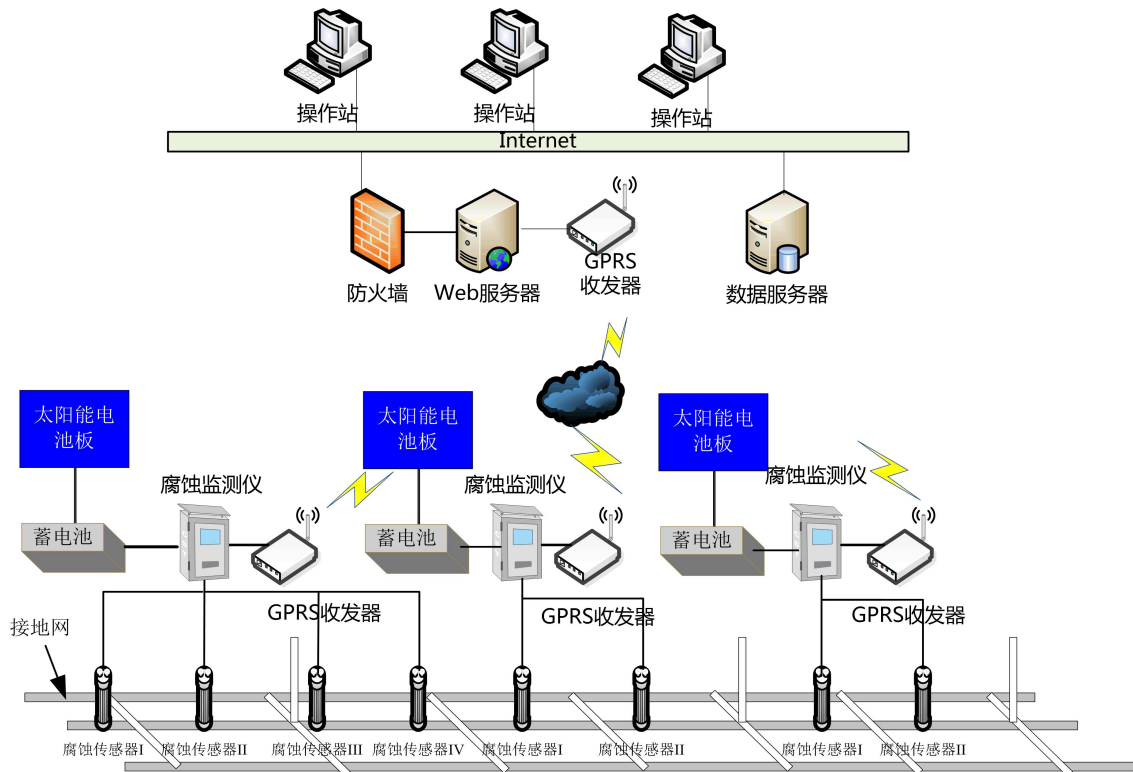 操作站
操作站
操作站
Internet
防火墙
Web服务器
GPRS
收发器
数据服务器
太阳能电
池板
太阳能电
池板
太阳能电
池板
腐蚀监测仪
腐蚀监测仪
腐蚀监测仪
蓄电池
蓄电池
蓄电池
GPRS收发器
GPRS收发器
GPRS收发器
接地网
腐蚀传感器I
腐蚀传感器II
腐蚀传感器III
腐蚀传感器IV
腐蚀传感器I
腐蚀传感器II
腐蚀传感器I
腐蚀传感器II